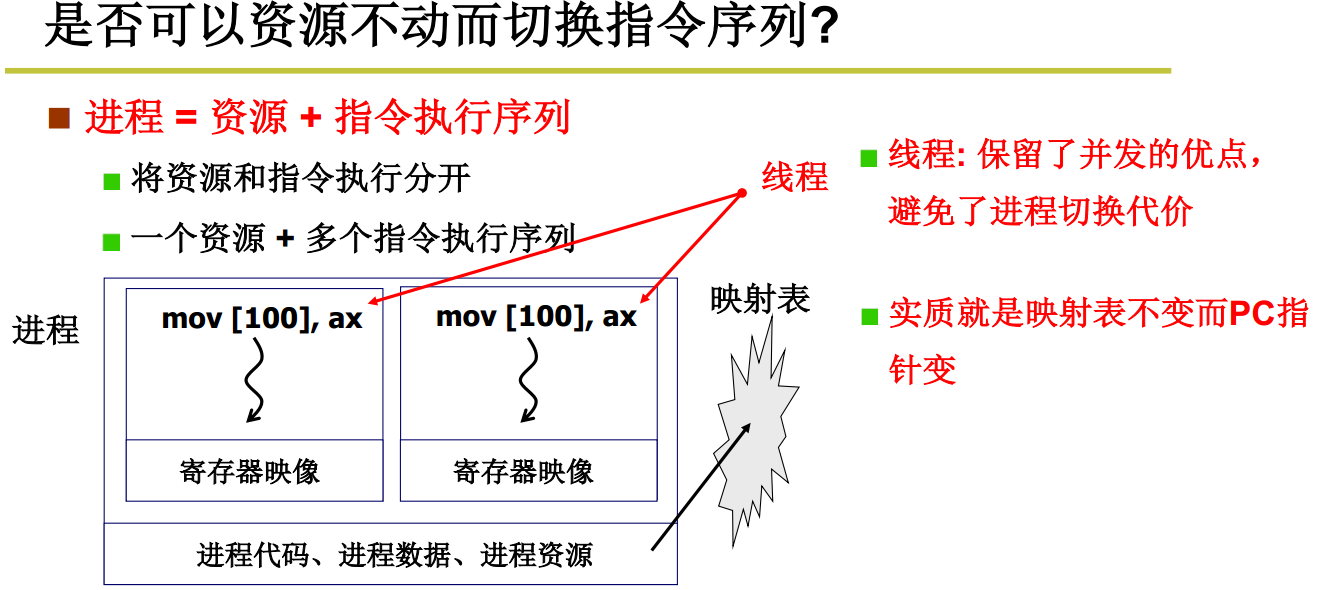 是否可以资源不动而切换指令序列?
进程 = 资源 + 指令执行序列
将资源和指令执行分开
一个资源 + 多个指令执行序列
线程
线程: 保留了并发的优点，
避免了进程切换代价
实质就是映射表不变而PC指
针变
进程
mov [100], ax
mov [100], ax
映射表
寄存器映像
寄存器映像
进程代码、进程数据、进程资源